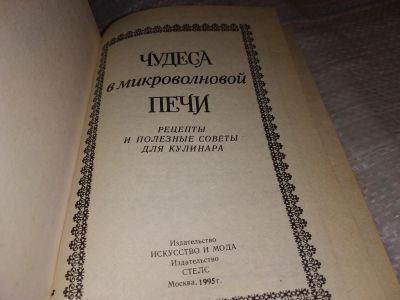 ЧУДЕСА
в микроволновой
ПЕЧИ
РЕЦЕПТЫ
И ПОЛЕЗНЫЕ СОВЕТЫ
ДЛЯ КУЛИНАРА
Издательство
ИСКУССТВО И МОДА
Издательство
СТЕЛС
Москва, 1995 г.